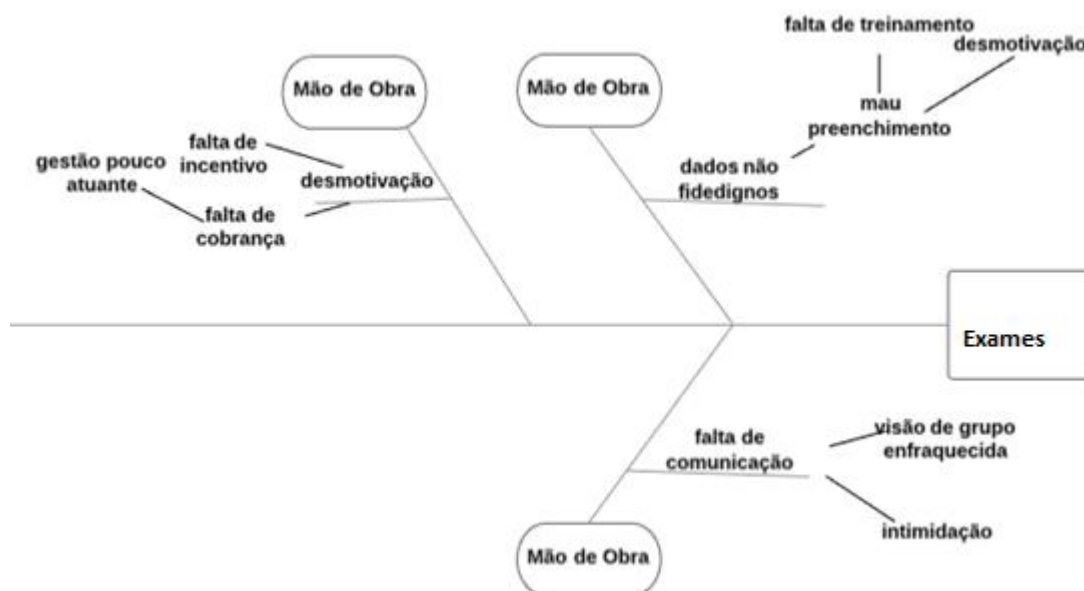 Mão de Obra
falta de
incentivo
gestão pouco
atuante
desmotivação
falta de
cobrança
Mão de Obra
falta de treinamento
desmotivação
mau
preenchimento
dados não
fidedignos
Exames
falta de
comunicação
visão de grupo
enfraquecida
intimidação
Mão de Obra